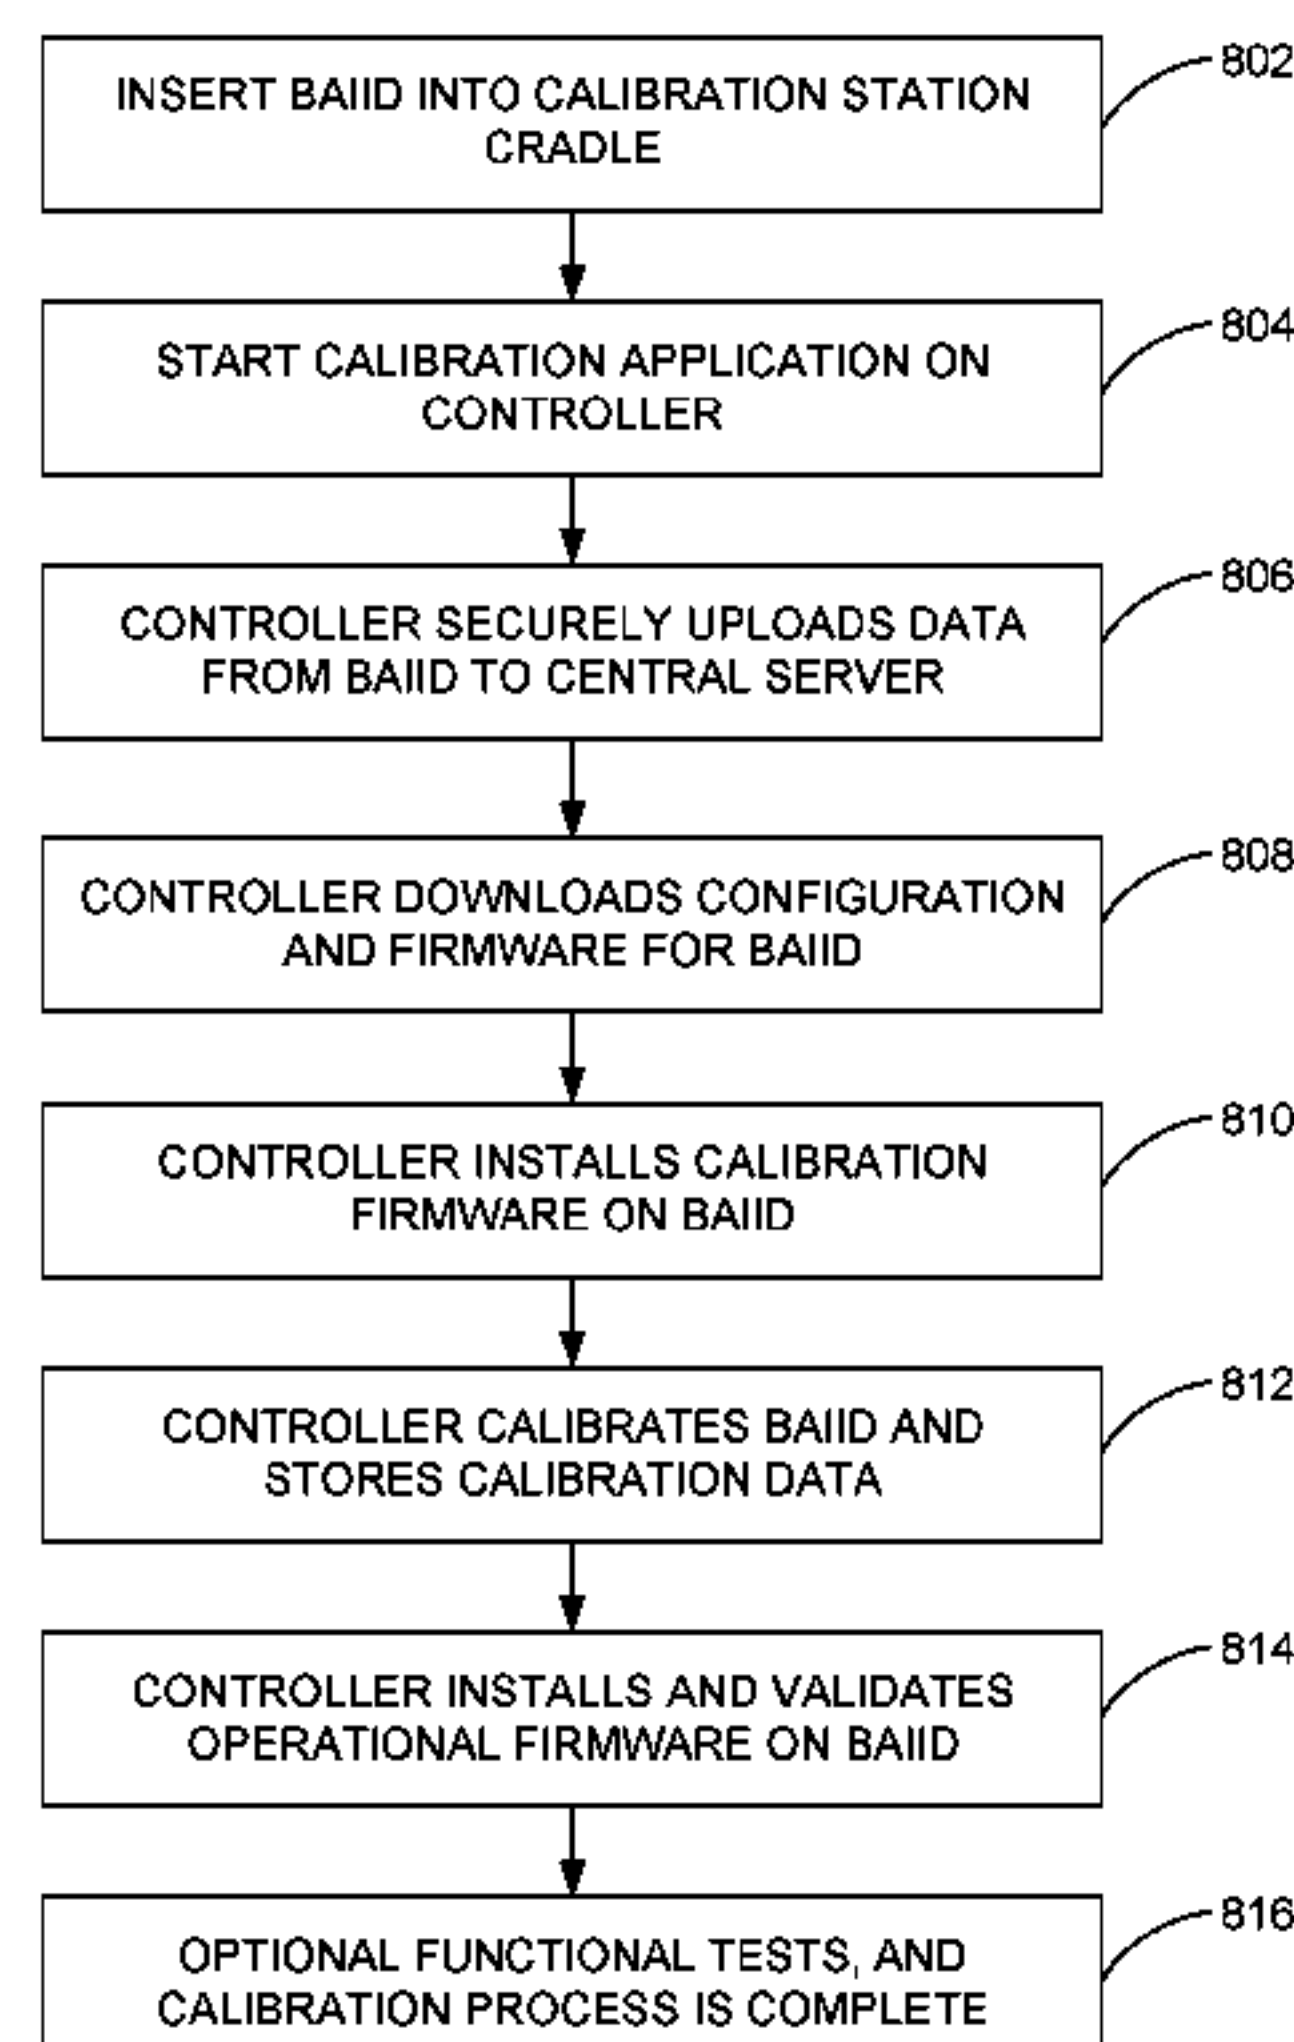 INSERT BAIID INTO CALIBRATION STATION
CRADLE
802
START CALIBRATION APPLICATION ON
CONTROLLER
804
CONTROLLER SECURELY UPLOADS DATA
FROM BAIID TO CENTRAL SERVER
806
CONTROLLER DOWNLOADS CONFIGURATION
AND FIRMWARE FOR BAIID
808
CONTROLLER INSTALLS CALIBRATION
FIRMWARE ON BAIID
810
CONTROLLER CALIBRATES BAIID AND
STORES CALIBRATION DATA
812
CONTROLLER INSTALLS AND VALIDATES
OPERATIONAL FIRMWARE ON BAIID
814
OPTIONAL FUNCTIONAL TESTS, AND
CALIBRATION PROCESS IS COMPLETE
816